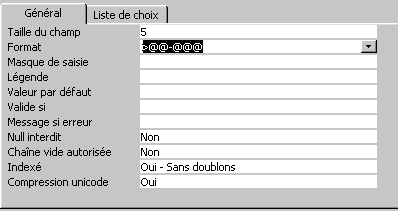 Général Liste de choix
Taille du champ 5
Format >@@-@@@
Masque de saisie
Légende
Valeur par défaut
Valide si
Message si erreur
Null interdit Non
Chaîne vide autorisée Non
Indexé Oui - Sans doublons
Compression unicode Oui